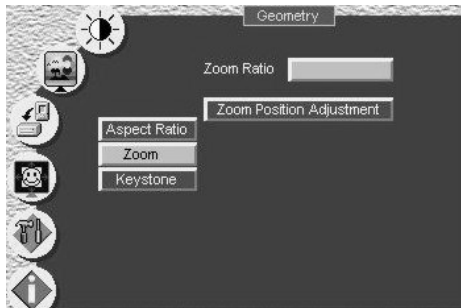 Geometry
Zoom Ratio
Zoom Position Adjustment
Aspect Ratio
Zoom
Keystone